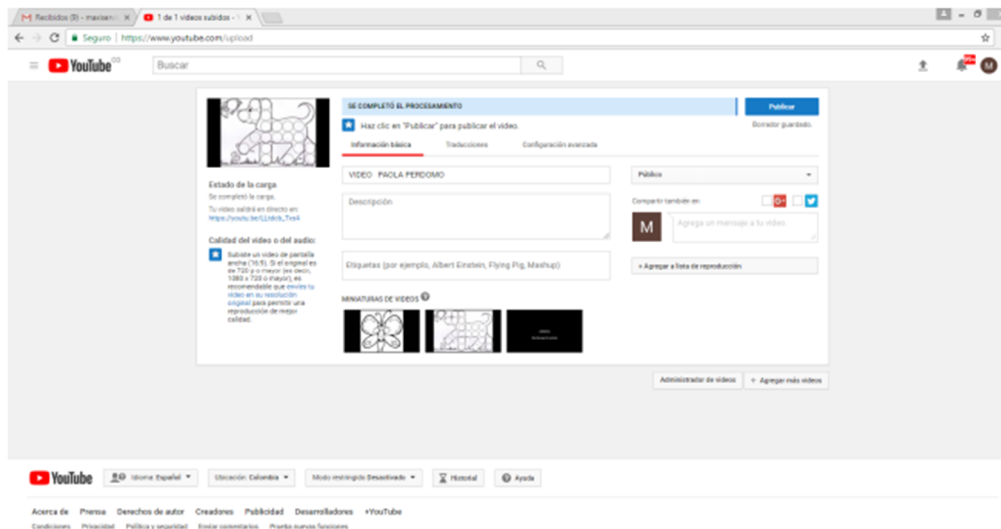 Recibidos (9) - maxiservi
1 de 1 videos subidos -
Seguro | https://www.youtube.com/upload
YouTube CO
Buscar
99+
M
SE COMPLETÓ EL PROCESAMIENTO
Publicar
Haz clic en "Publicar" para publicar el video.
Borrador guardado.
Información básica Traducciones Configuración avanzada
VIDEO PAOLA PERDOMO
Público
Descripción
Compartir también en
G+
M
Agrega un mensaje a tu video.
Etiquetas (por ejemplo, Albert Einstein, Flying Pig, Mashup)
+ Agregar a lista de reproducción
MINIATURAS DE VIDEOS ?
Estado de la carga
Se completó la carga.
Tu video saldrá en directo en:
Calidad del video o del audio:
Subiste un video de pantalla
ancha (16:9). Si el original es
de 720 p o mayor (es decir,
1080 x 720 o mayor), es
recomendable que envíes tu
video en su resolución
original para permitir una
reproducción de mejor
calidad.
Administrador de videos + Agregar más videos
YouTube
Idioma: Español
Ubicación: Colombia
Modo restringido: Desactivado
Historial
Ayuda
Acerca de Prensa Derechos de autor Creadores Publicidad Desarrolladores +YouTube
Condiciones Privacidad Política y seguridad Enviar comentarios Prueba nuevas funciones